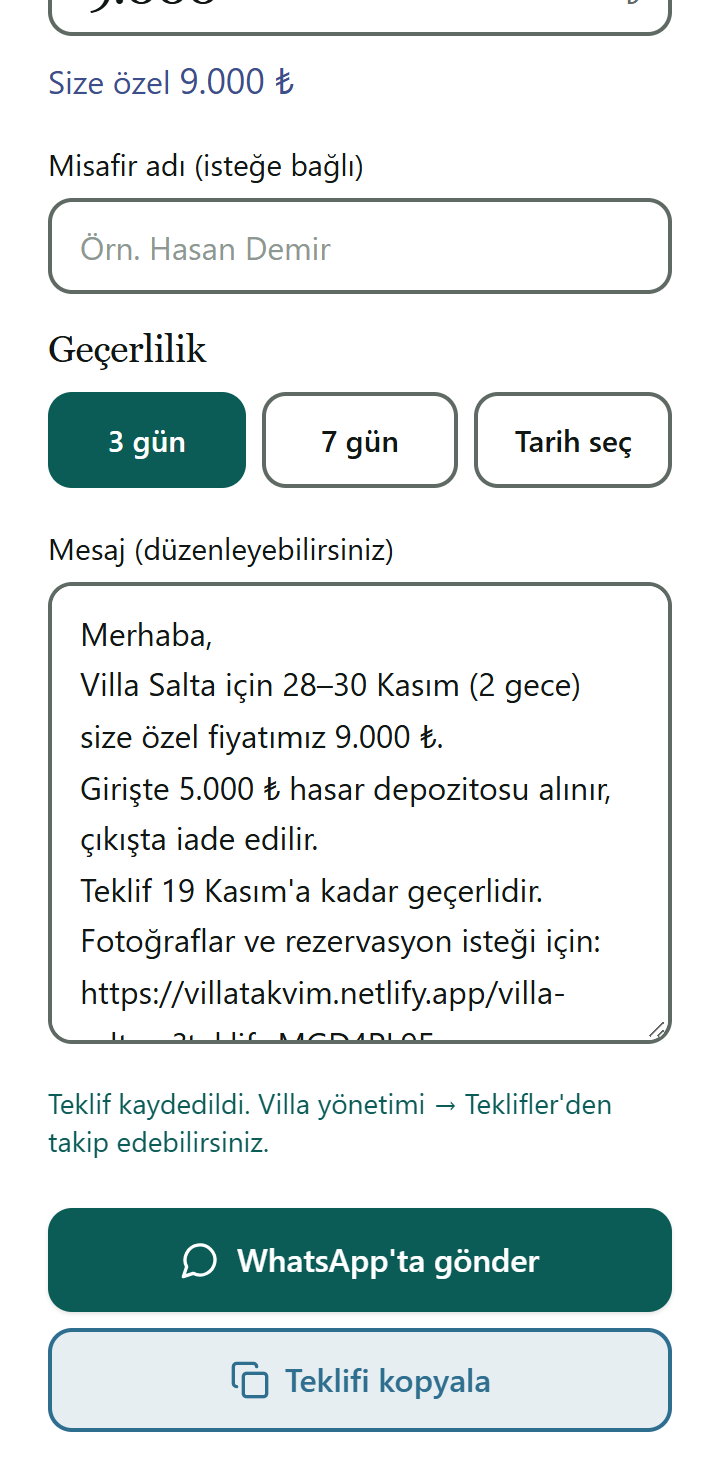 Size özel 9.000 ₺
Misafir adı (isteğe bağlı)
Örn. Hasan Demir
Geçerlilik
3 gün
7 gün
Tarih seç
Mesaj (düzenleyebilirsiniz)
Merhaba,
Villa Salta için 28–30 Kasım (2 gece)
size özel fiyatımız 9.000 ₺.
Girişte 5.000 ₺ hasar depozitosu alınır,
çıkışta iade edilir.
Teklif 19 Kasım'a kadar geçerlidir.
Fotoğraflar ve rezervasyon isteği için:
https://villatakvim.netlify.app/villa-
Teklif kaydedildi. Villa yönetimi → Teklifler'den
takip edebilirsiniz.
WhatsApp'ta gönder
Teklifi kopyala